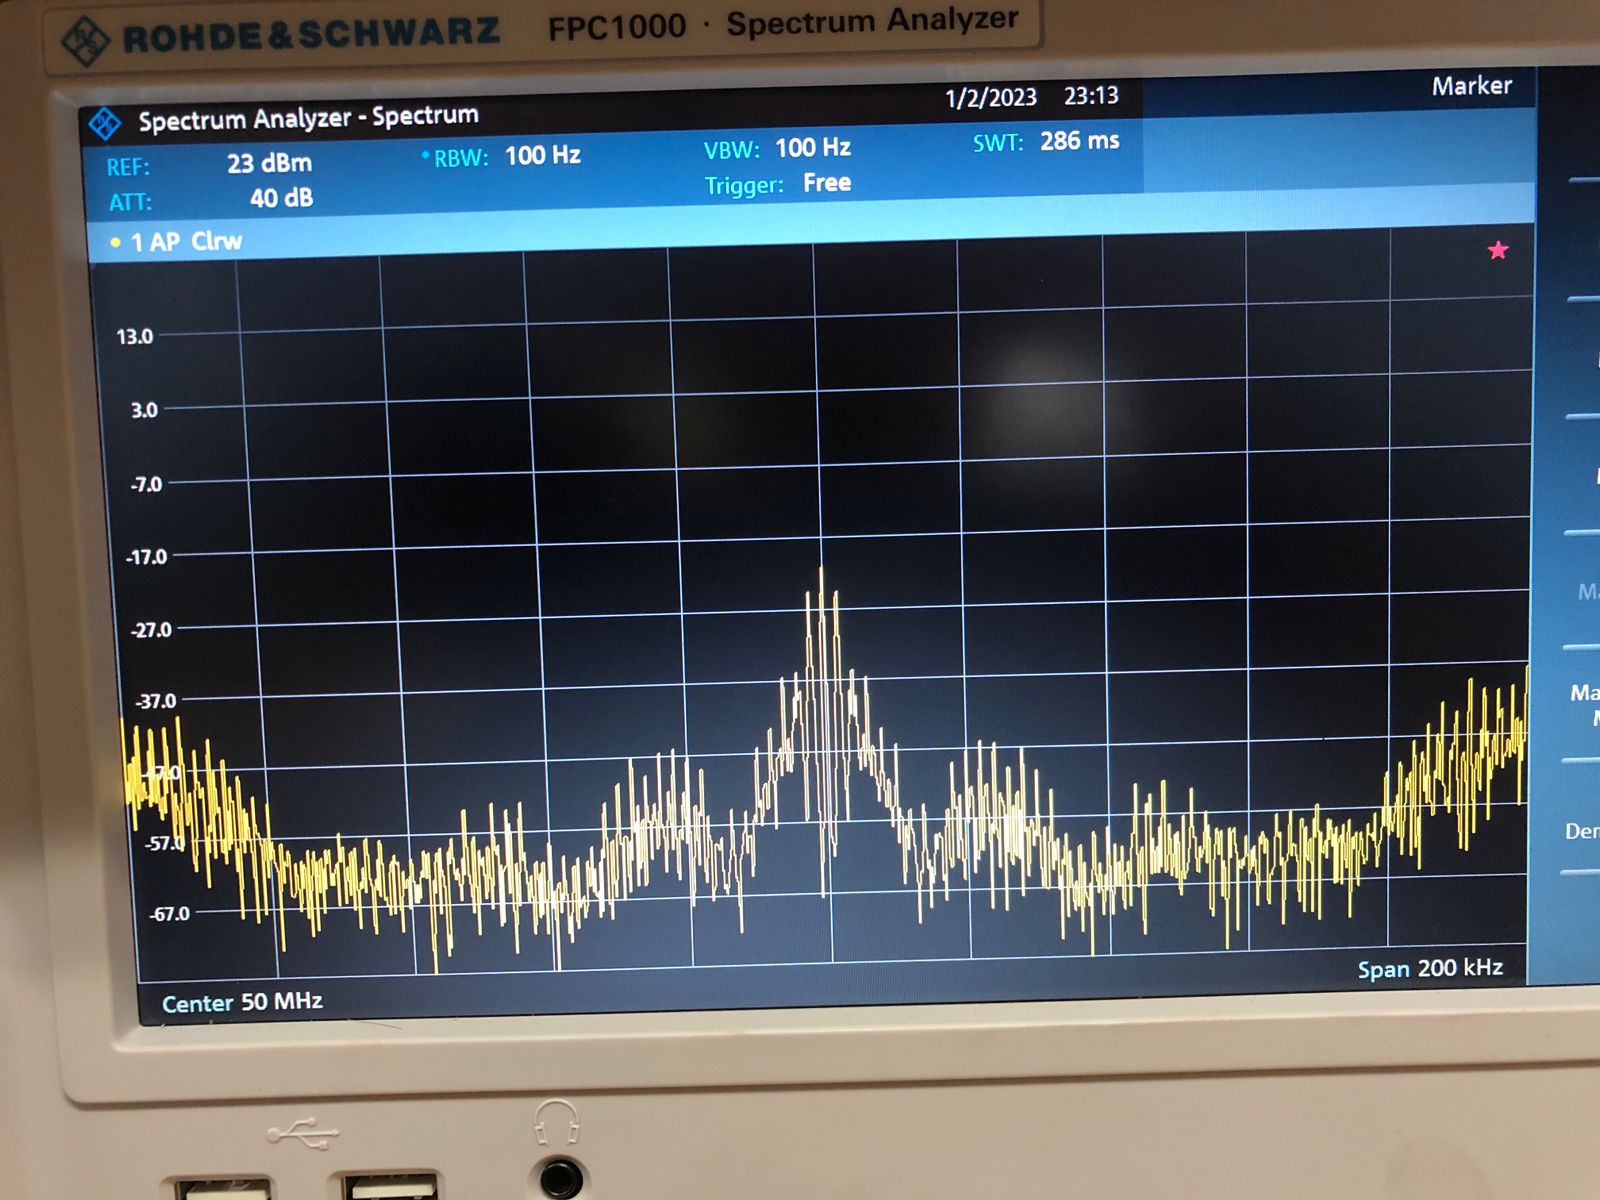 ROHDE & SCHWARZ FPC1000 · Spectrum Analyzer
Spectrum Analyzer - Spectrum 1/2/2023 23:13 Marker
REF: 23 dBm • RBW: 100 Hz VBW: 100 Hz SWT: 286 ms
ATT: 40 dB Trigger: Free
• 1 AP Clrw
13.0
3.0
-7.0
-17.0
-27.0
-37.0
-47.0
-57.0
-67.0
Center 50 MHz Span 200 kHz